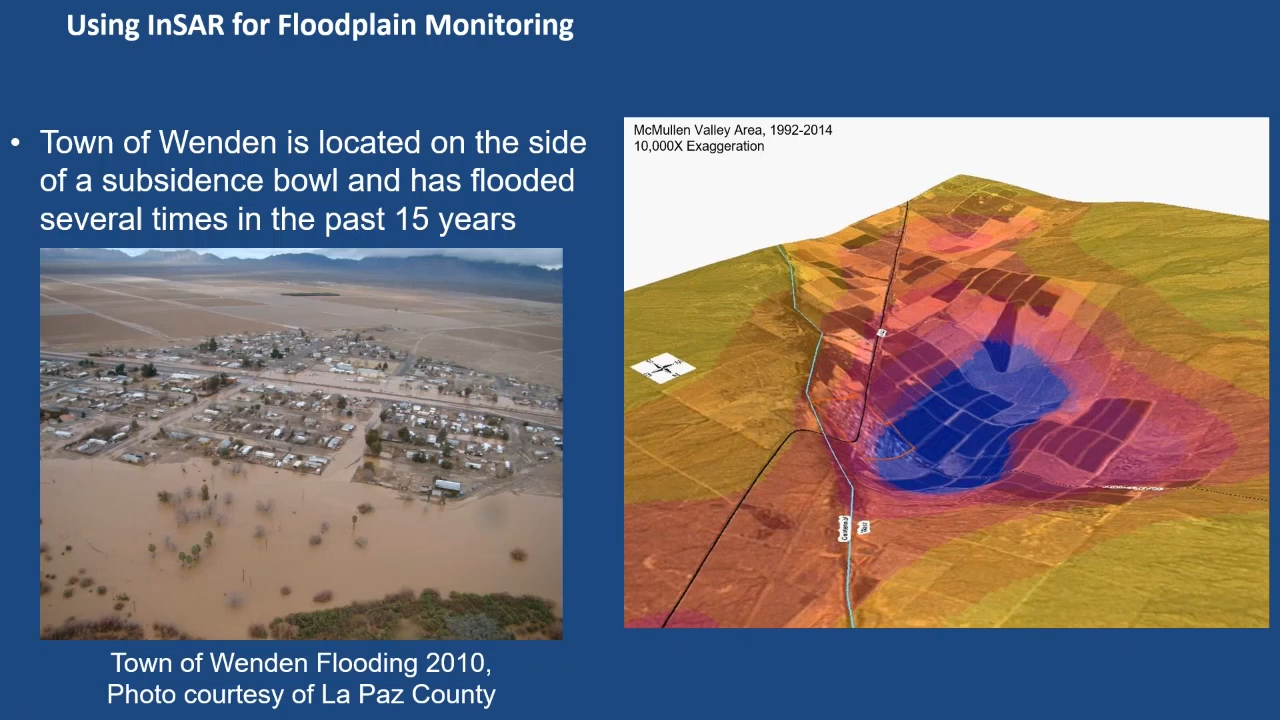 Using InSAR for Floodplain Monitoring
• Town of Wenden is located on the side
of a subsidence bowl and has flooded
several times in the past 15 years
McMullen Valley Area, 1992-2014
10,000X Exaggeration
Centennial
Town of Wenden Flooding 2010,
Photo courtesy of La Paz County